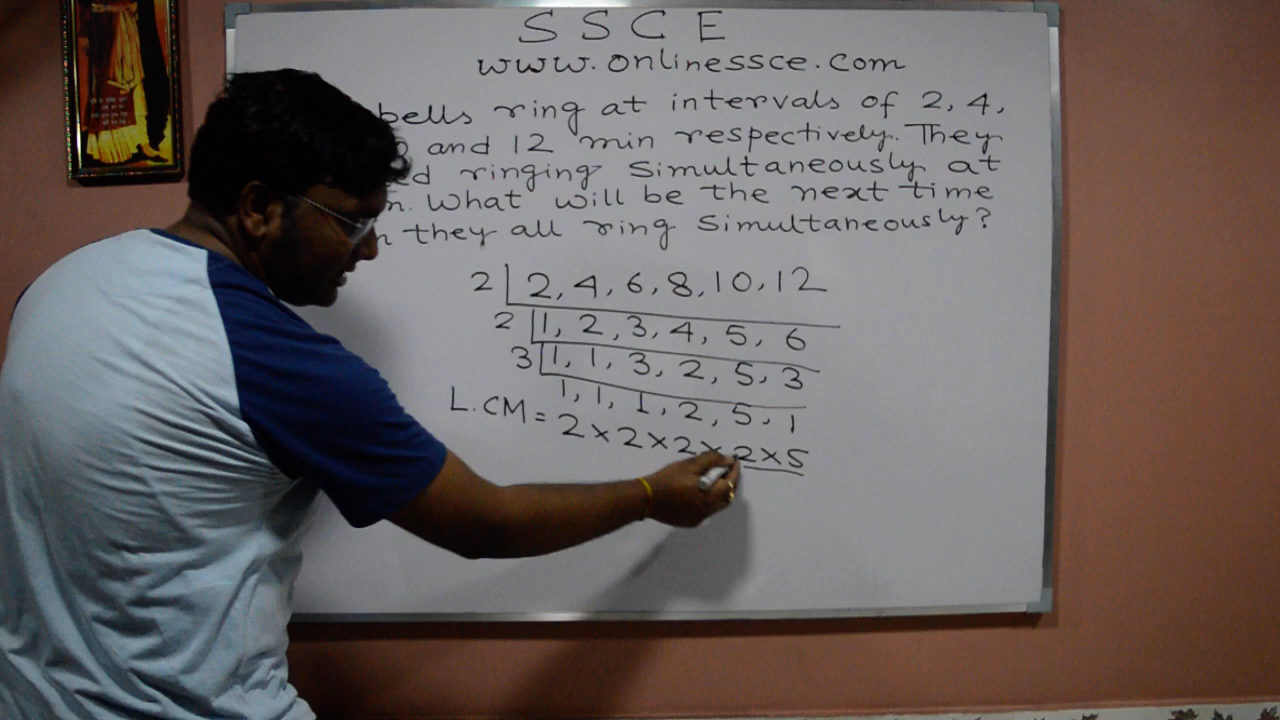 SSCE
www.onlinessce.com
bells ring at intervals of 2, 4,
and 12 min respectively. They
ringing Simultaneously at
What will be the next time
they all ring Simultaneously?
2 2, 4, 6, 8, 10, 12
2 1, 2, 3, 4, 5, 6
3 1, 1, 3, 2, 5, 3
1, 1, 1, 2, 5, 1
L.CM = 2 × 2 × 2 × 2 × 5